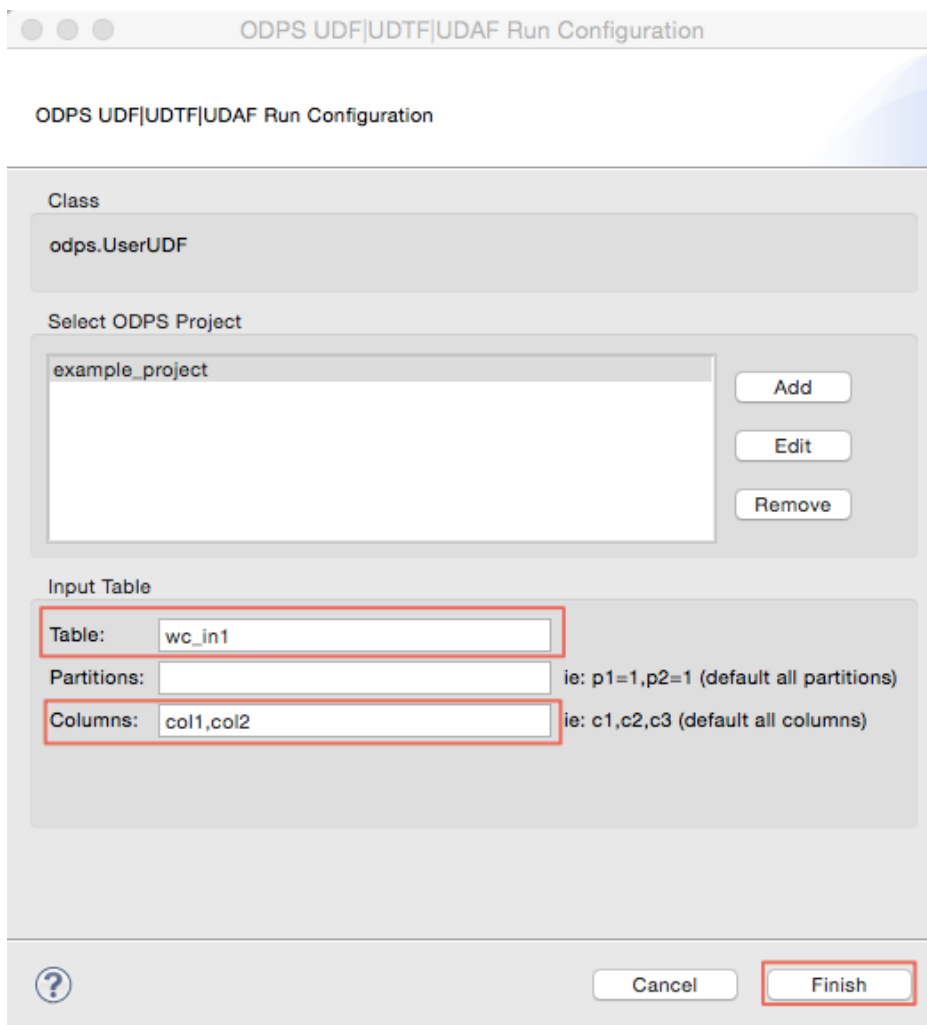 ODPS UDF|UDTF|UDAF Run Configuration
ODPS UDF|UDTF|UDAF Run Configuration
Class
odps.UserUDF
Select ODPS Project
example_project
Add
Edit
Remove
Input Table
Table: wc_in1
Partitions: ie: p1=1,p2=1 (default all partitions)
Columns: col1,col2 ie: c1,c2,c3 (default all columns)
? Cancel Finish